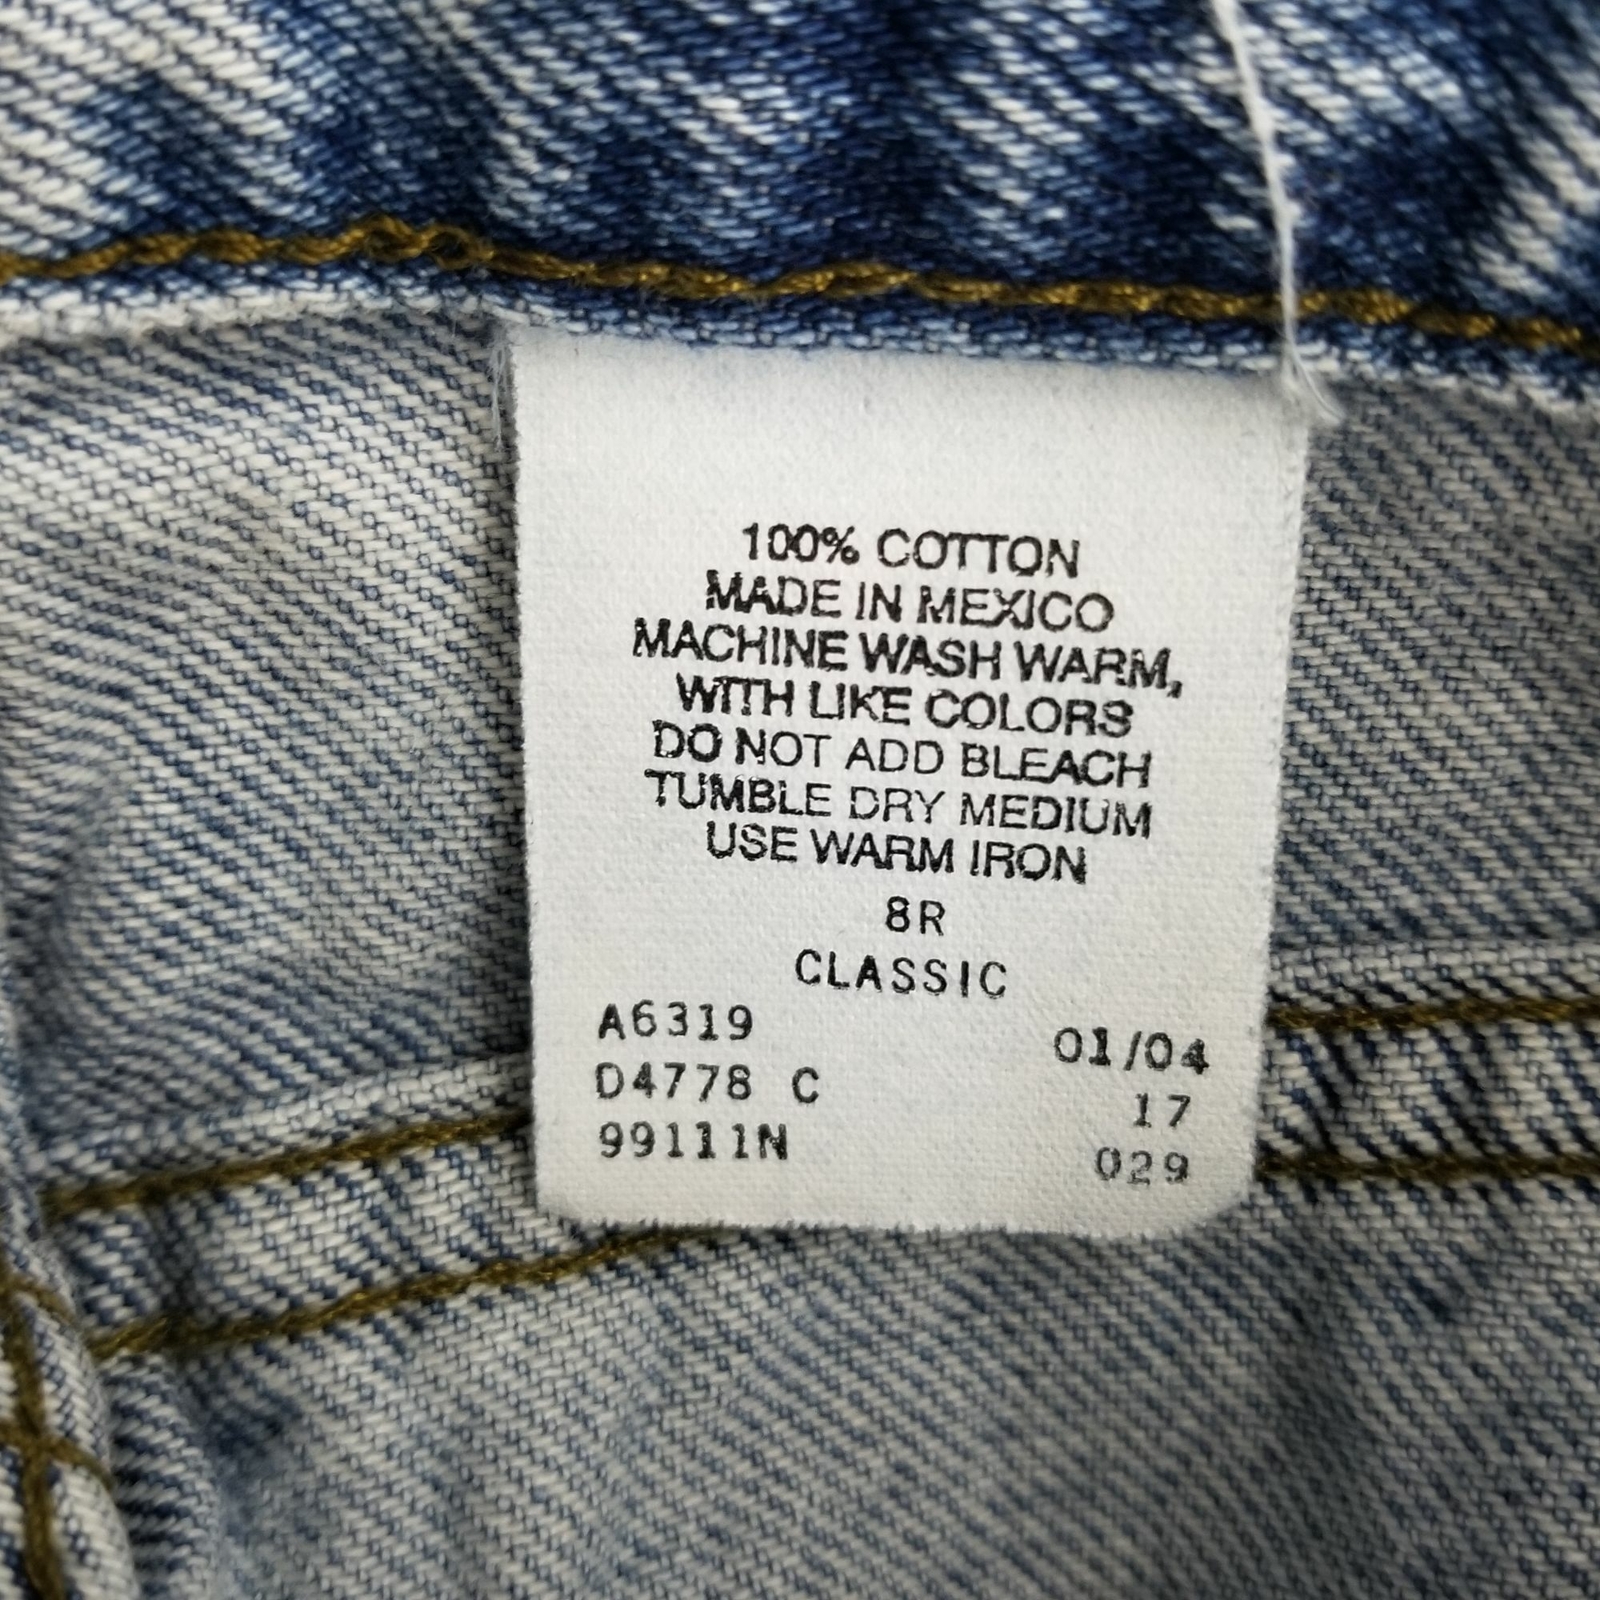 100% COTTON
MADE IN MEXICO
MACHINE WASH WARM,
WITH LIKE COLORS
DO NOT ADD BLEACH
TUMBLE DRY MEDIUM
USE WARM IRON
8R
CLASSIC
A6319 01/04
D4778 C 17
99111N 029